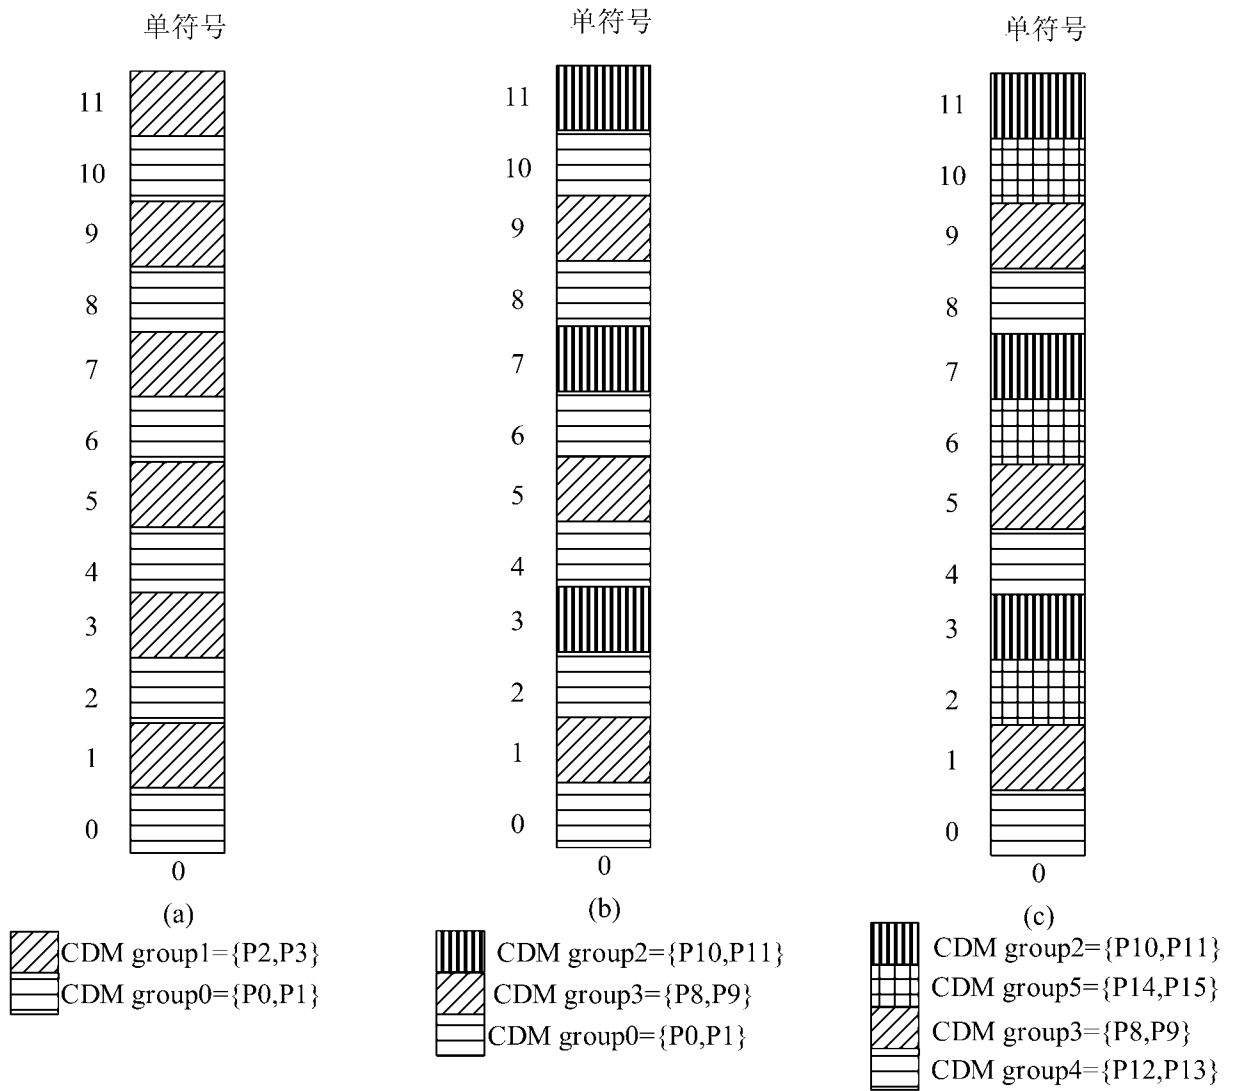 单符号
11
10
9
8
7
6
5
4
3
2
1
0
0
(a)
CDM group1={P2,P3}
CDM group0={P0,P1}
单符号
11
10
9
8
7
6
5
4
3
2
1
0
0
(b)
CDM group2={P10,P11}
CDM group3={P8,P9}
CDM group0={P0,P1}
单符号
11
10
9
8
7
6
5
4
3
2
1
0
0
(c)
CDM group2={P10,P11}
CDM group5={P14,P15}
CDM group3={P8,P9}
CDM group4={P12,P13}